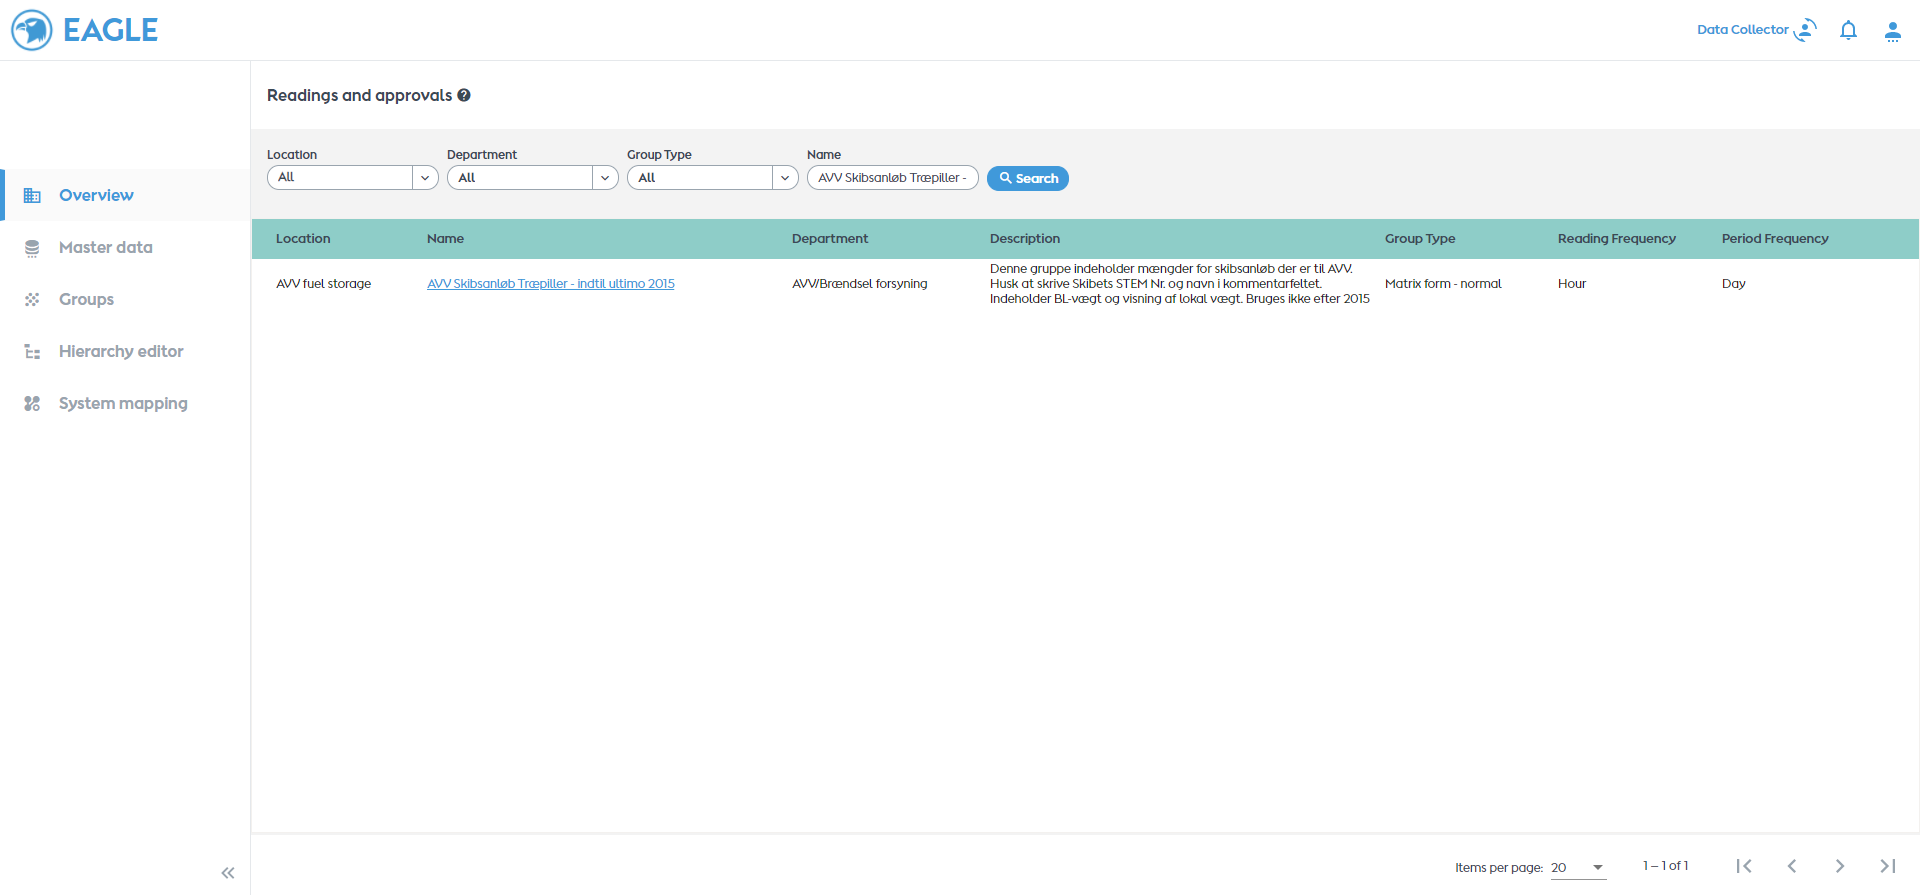 EAGLE
Data Collector
Readings and approvals
Location
Department
Group Type
Name
All
All
All
AVV Skibsanløb Træpiller -
Search
Overview
Master data
Groups
Hierarchy editor
System mapping
Location
Name
Department
Description
Group Type
Reading Frequency
Period Frequency
AVV fuel storage
AVV Skibsanløb Træpiller - indtil ultimo 2015
AVV/Brændsel forsyning
Denne gruppe indeholder mængder for skibsanløb der er til AVV.
Husk at skrive Skibets STEM Nr. og navn i kommentarfeltet.
Indeholder BL-vægt og visning af lokal vægt. Bruges ikke efter 2015
Matrix form - normal
Hour
Day
Items per page: 20
1 – 1 of 1